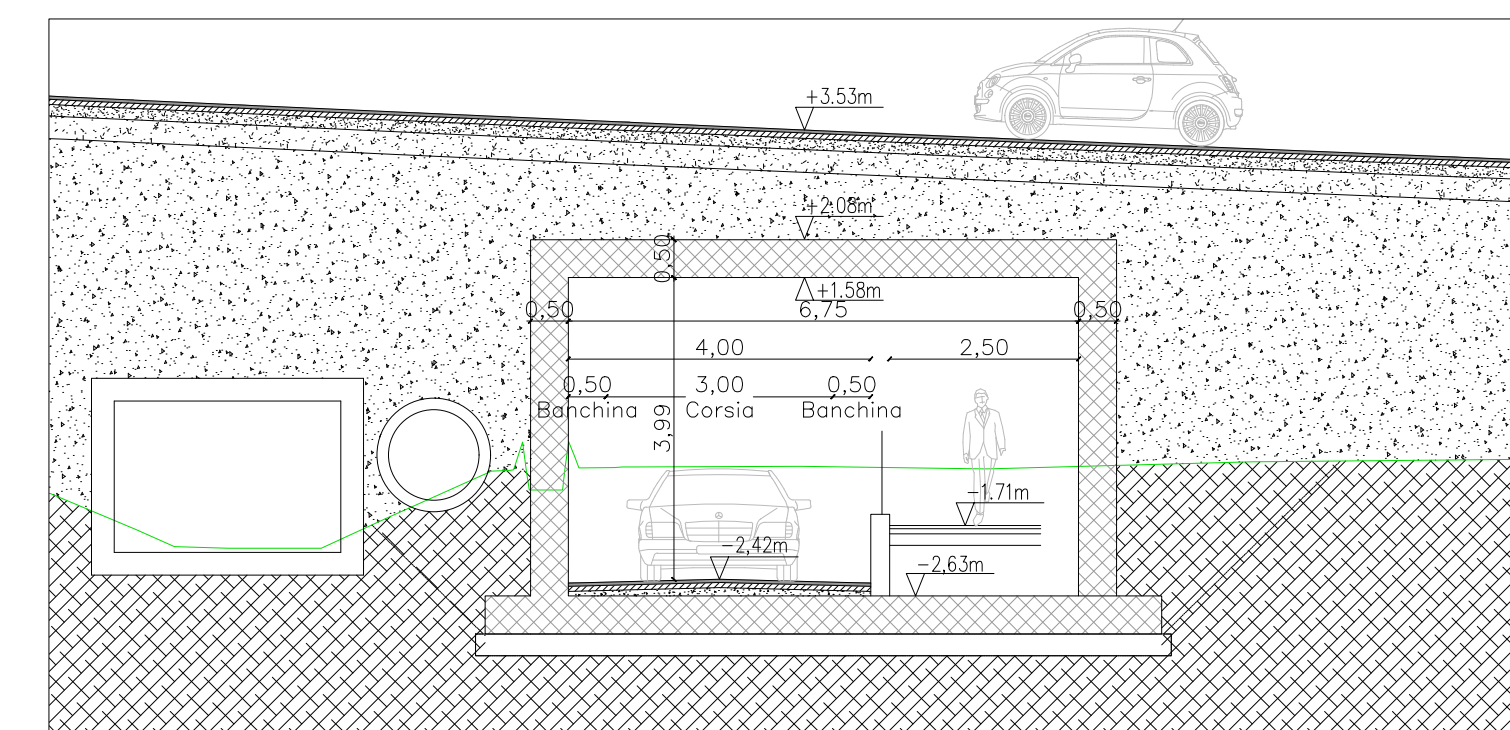 +3.53m
+2.08m
0,50
+1.58m
0,50 6,75 0,50
4,00 2,50
0,50 3,00 0,50
Banchina Corsia Banchina
3,99
-1.71m
-2,42m
-2,63m